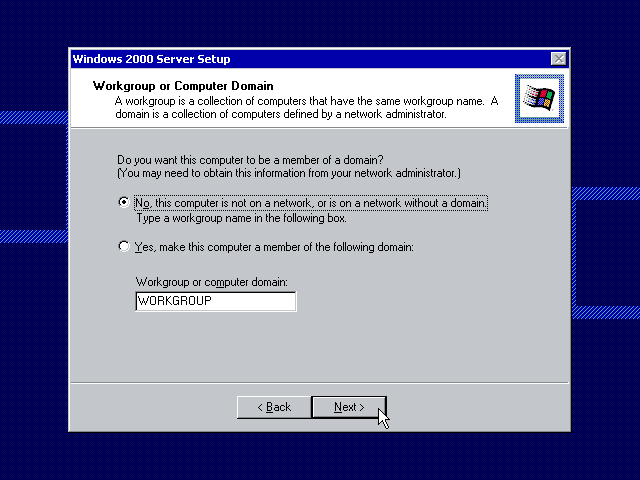 Windows 2000 Server Setup
Workgroup or Computer Domain
A workgroup is a collection of computers that have the same workgroup name. A
domain is a collection of computers defined by a network administrator.
Do you want this computer to be a member of a domain?
(You may need to obtain this information from your network administrator.)
No, this computer is not on a network, or is on a network without a domain.
Type a workgroup name in the following box.
Yes, make this computer a member of the following domain:
Workgroup or computer domain:
WORKGROUP
< Back
Next >